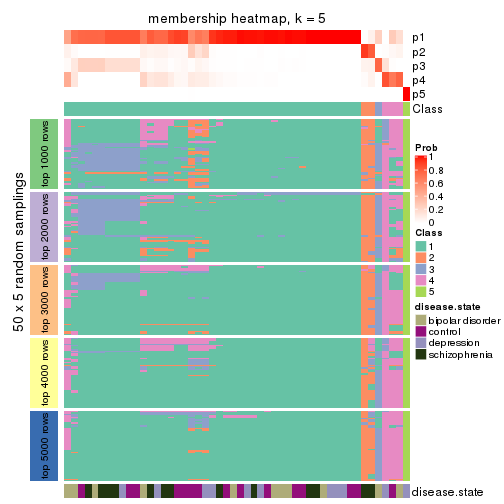 membership heatmap, k = 5
p1
p2
p3
p4
p5
Class
50 x 5 random samplings
top 1000 rows
top 2000 rows
top 3000 rows
top 4000 rows
top 5000 rows
disease.state
Prob
1
0.8
0.6
0.4
0.2
0
Class
1
2
3
4
5
disease.state
bipolar disorder
control
depression
schizophrenia